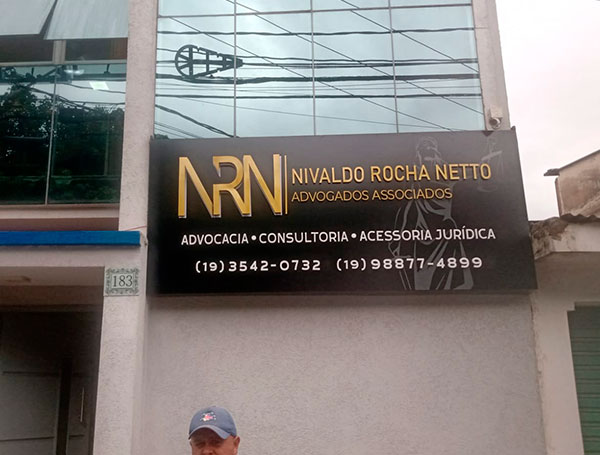 NRN
NIVALDO ROCHA NETTO
ADVOGADOS ASSOCIADOS
ADVOCACIA • CONSULTORIA • ACESSORIA JURÍDICA
(19) 3542-0732 (19) 98877-4899
183